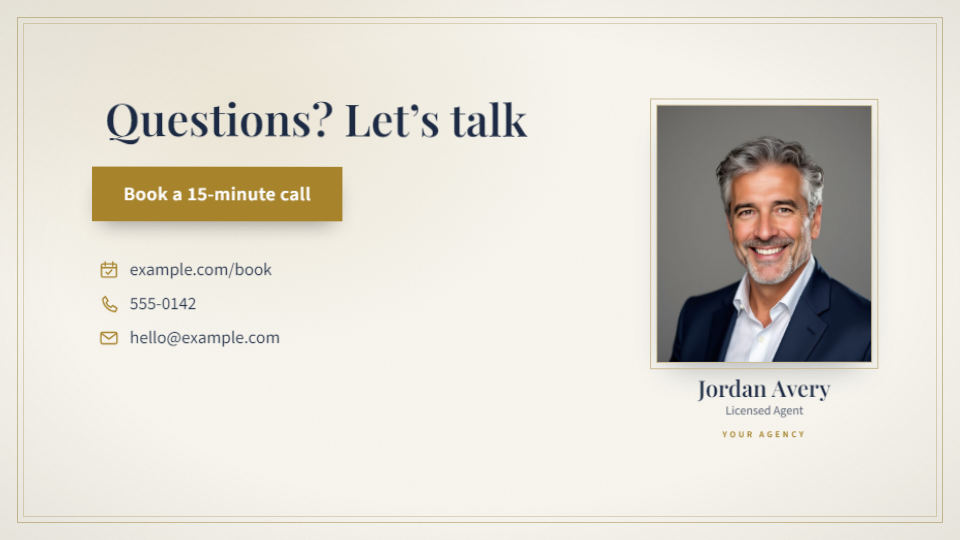 Questions? Let’s talk
Book a 15-minute call
example.com/book
555-0142
hello@example.com
Jordan Avery
Licensed Agent
YOUR AGENCY